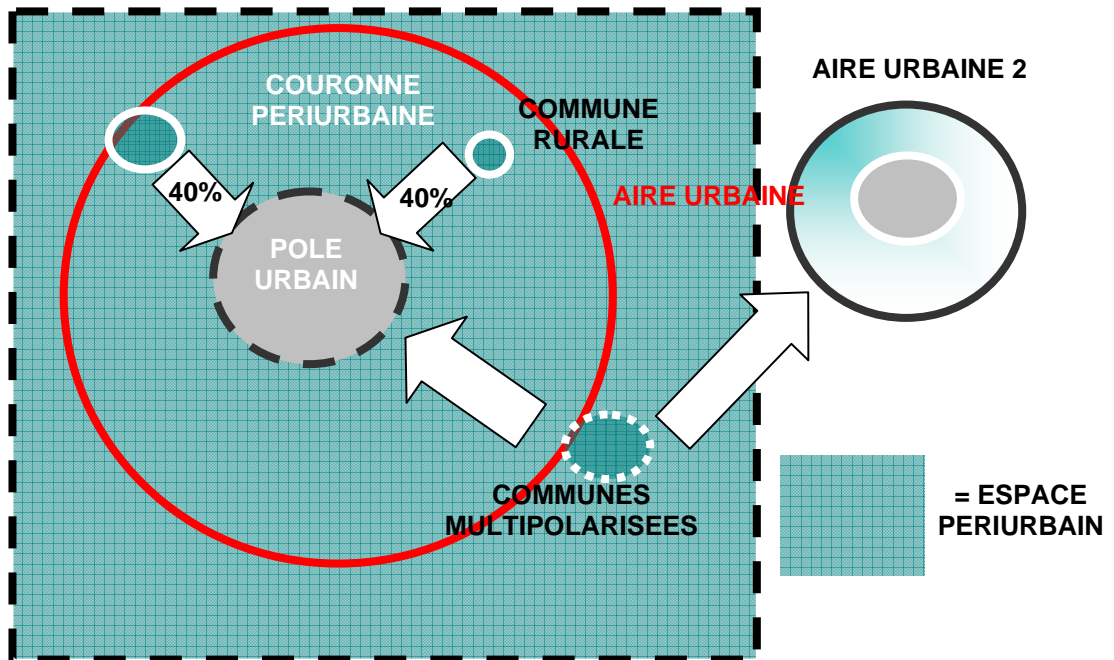 AIRE URBAINE 2
COURONNE
PERIURBAINE
COMMUNE
RURALE
40%
40%
AIRE URBAINE
POLE
URBAIN
COMMUNES
MULTIPOLARISEES
= ESPACE
PERIURBAIN